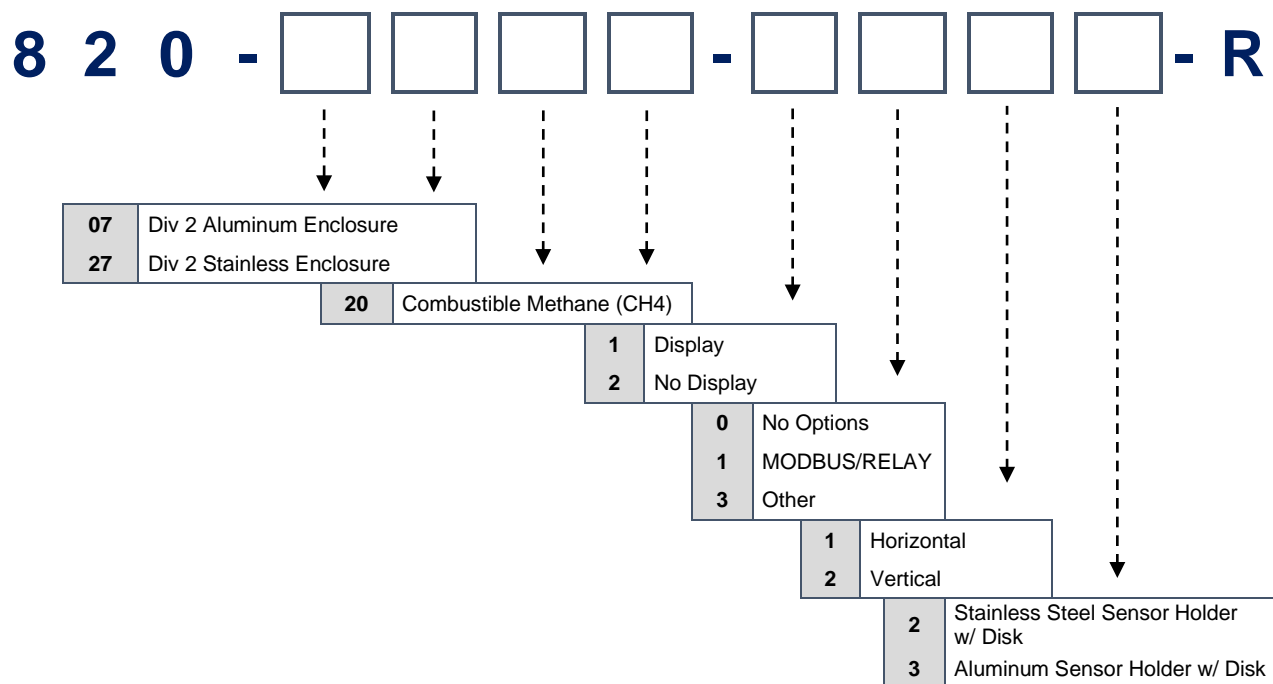 8 2 0 - - - R
07 Div 2 Aluminum Enclosure
27 Div 2 Stainless Enclosure
20 Combustible Methane (CH4)
1 Display
2 No Display
0 No Options
1 MODBUS/RELAY
3 Other
1 Horizontal
2 Vertical
2 Stainless Steel Sensor Holder
w/ Disk
3 Aluminum Sensor Holder w/ Disk